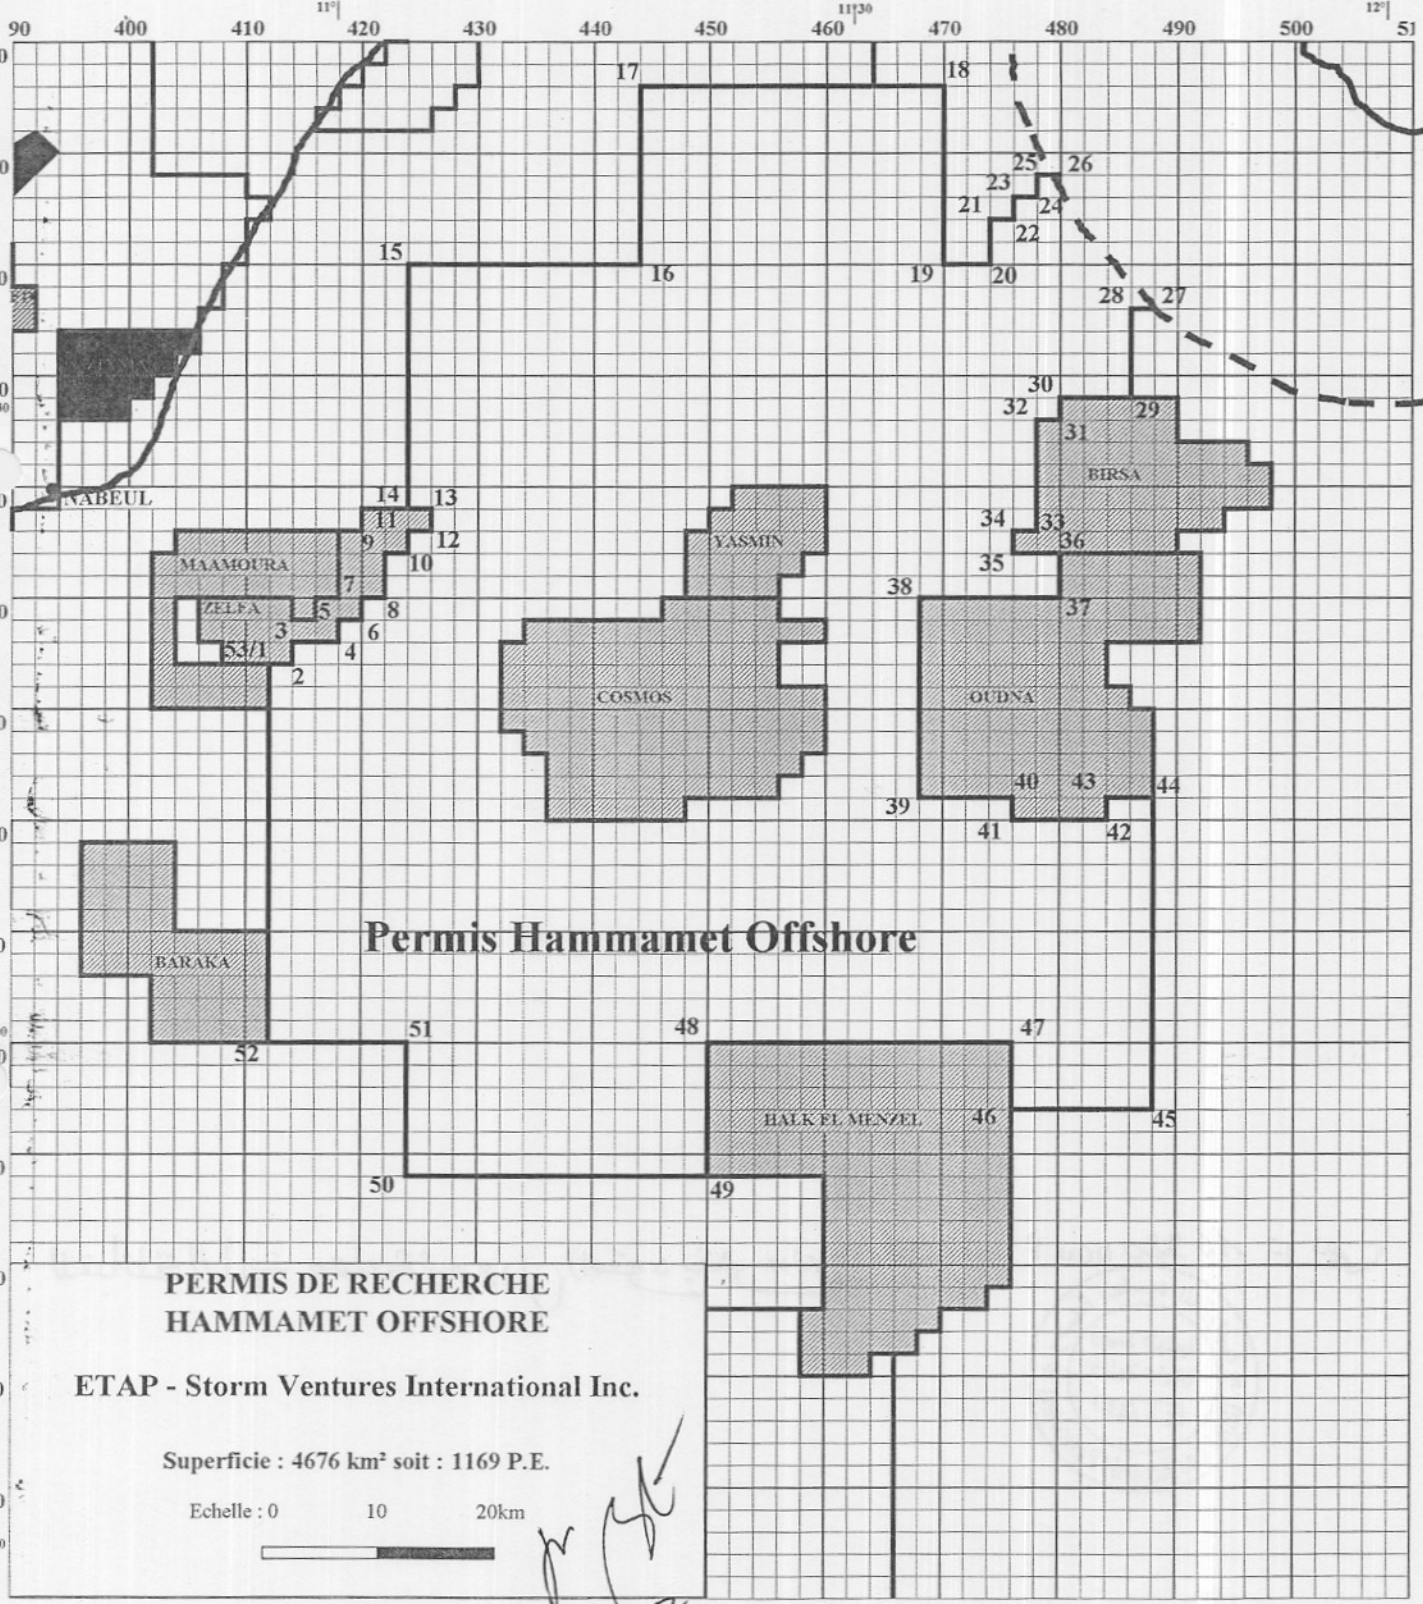 11° 11°30 12°
90 400 410 420 430 440 450 460 470 480 490 500 51
17 18
25 26
23
21 24
22
15
16 19 20
28 27
30
32 29
31
BIRSA
NABEUL
14 13
11 34 33
9 12 YASMIN 36
MAAMOURA 10 35
7 38
ZELFA 5 8 37
3 6
53/1 4
2
COSMOS OUDNA
40 43 44
39
41 42
Permis Hammamet Offshore
BARAKA
51 48 47
52
HALK EL MENZEL 46 45
50 49
PERMIS DE RECHERCHE
HAMMAMET OFFSHORE
ETAP - Storm Ventures International Inc.
Superficie : 4676 km² soit : 1169 P.E.
Echelle : 0 10 20km